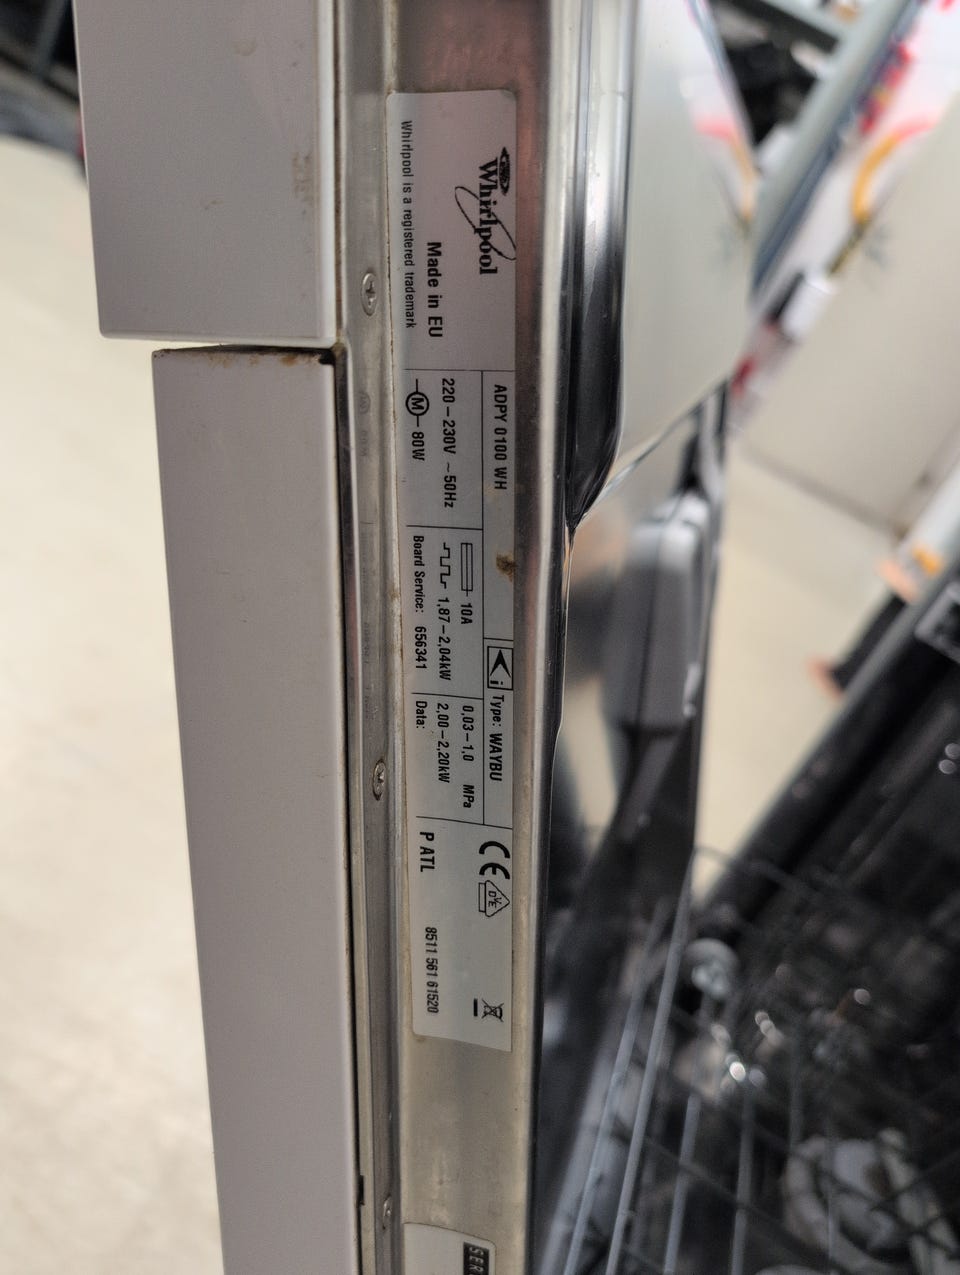 Whirlpool
Made in EU
Whirlpool is a registered trademark
ADPY 0100 WH
Type: WAYBU
220-230V ~50Hz
M 80W
10A
1,87-2,04kW
Board Service: 656341
0,03-1,0 MPa
2,00-2,20kW
Data:
CE
DVE
P ATL
8511 561 61520
SER